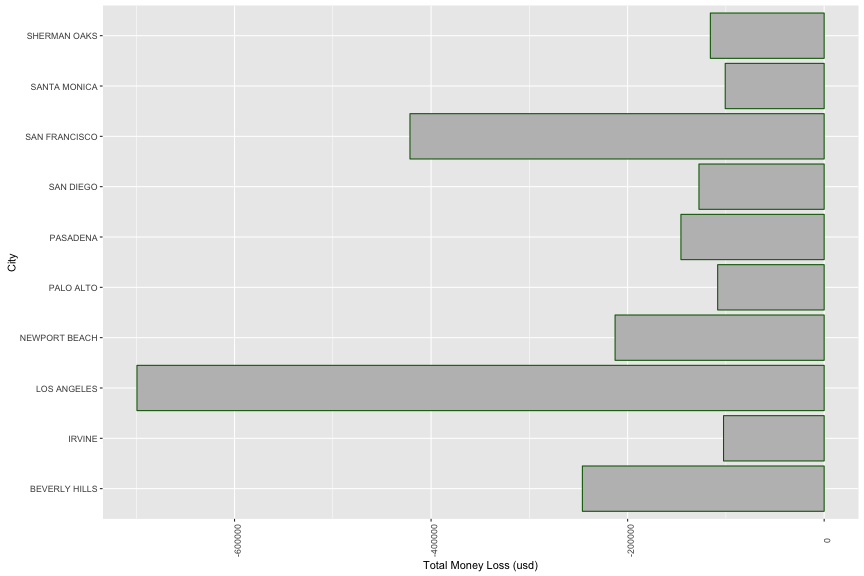 SHERMAN OAKS
SANTA MONICA
SAN FRANCISCO
SAN DIEGO
PASADENA
PALO ALTO
NEWPORT BEACH
LOS ANGELES
IRVINE
BEVERLY HILLS
City
-600000
-400000
-200000
0
Total Money Loss (usd)